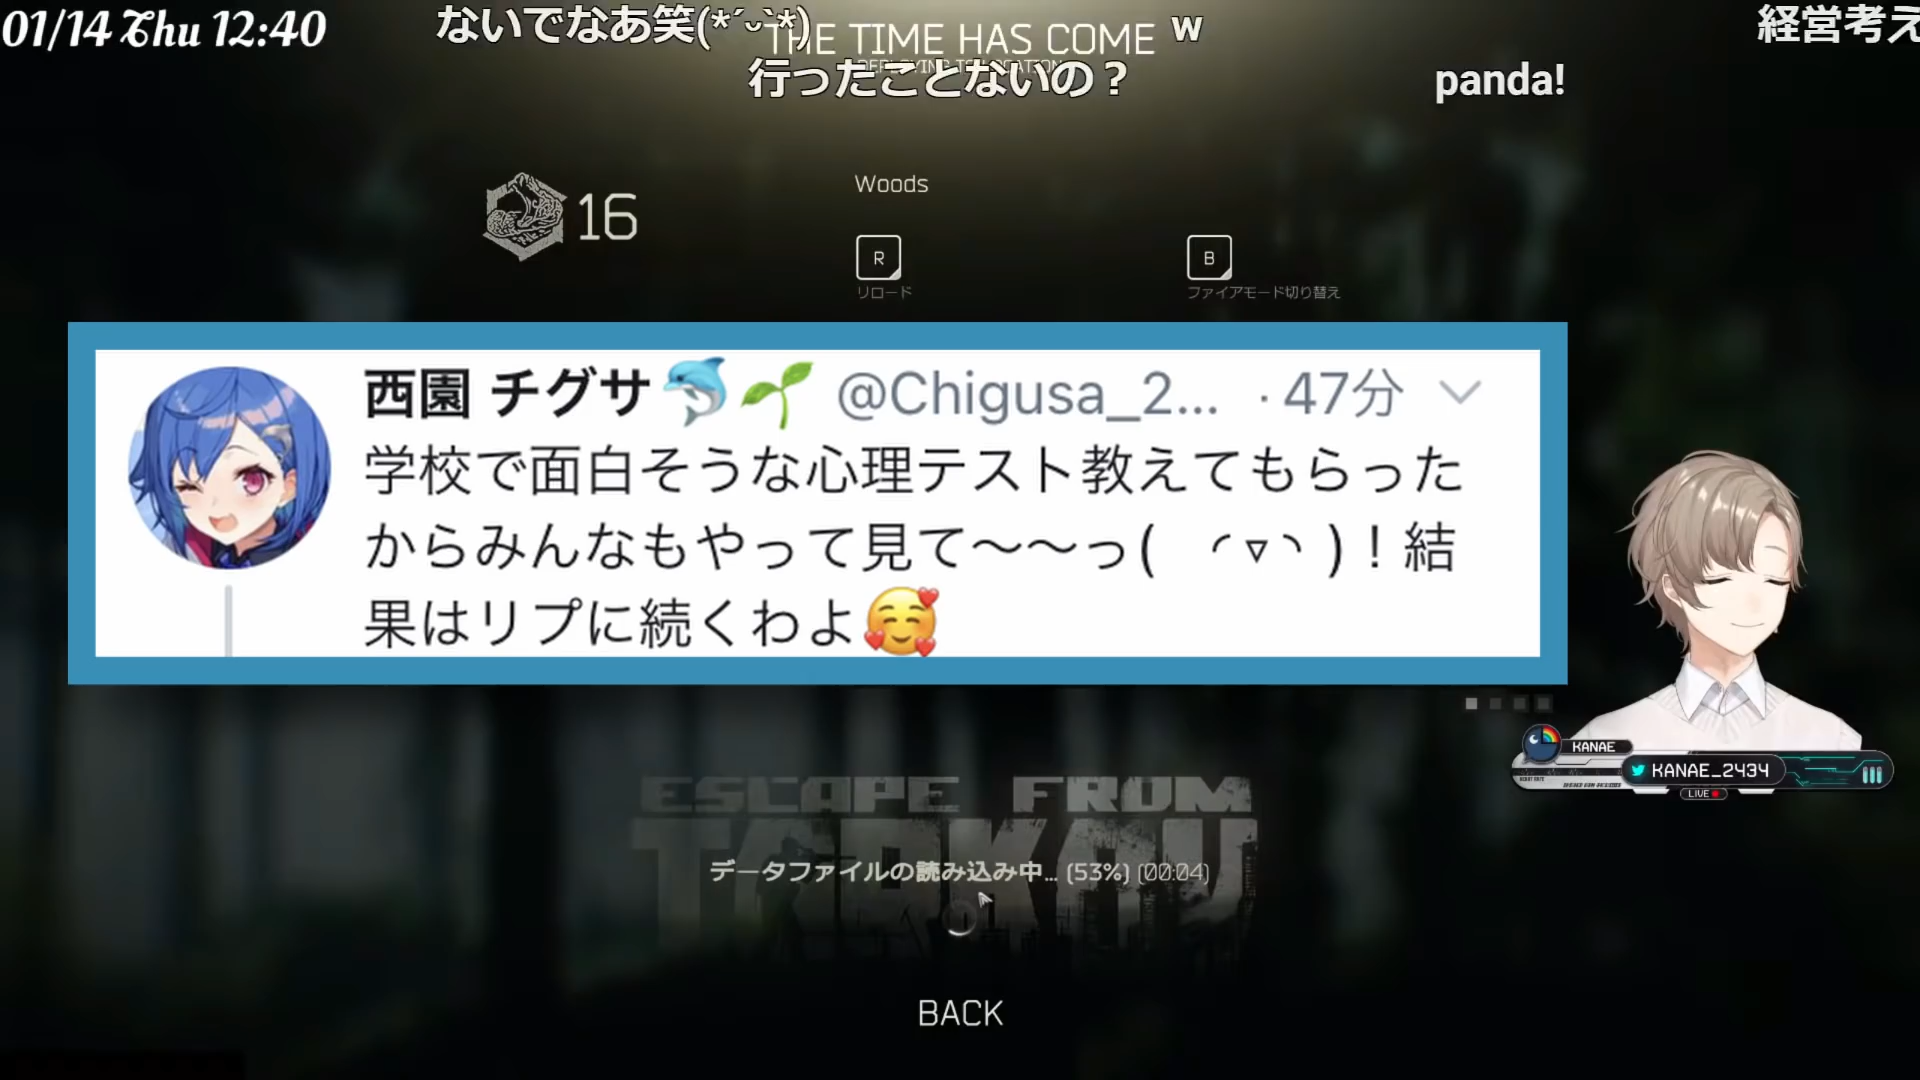 01/14 Thu 12:40
ないでなあ笑(*´ᵕ`*)
THE TIME HAS COME
w
経営考え
DEPLOYING TO LOCATION
行ったことないの？
panda!
16
Woods
R
リロード
B
ファイアモード切り替え
西園 チグサ🐬🌱 @Chigusa_2... · 47分
学校で面白そうな心理テスト教えてもらった
からみんなもやって見て〜〜っ( ╭ ▿ ╮ )！結
果はリプに続くわよ🥰
KANAE
KANAE_2434
LIVE
ESCAPE FROM
TARKOV
データファイルの読み込み中... (53%) (00:04)
BACK